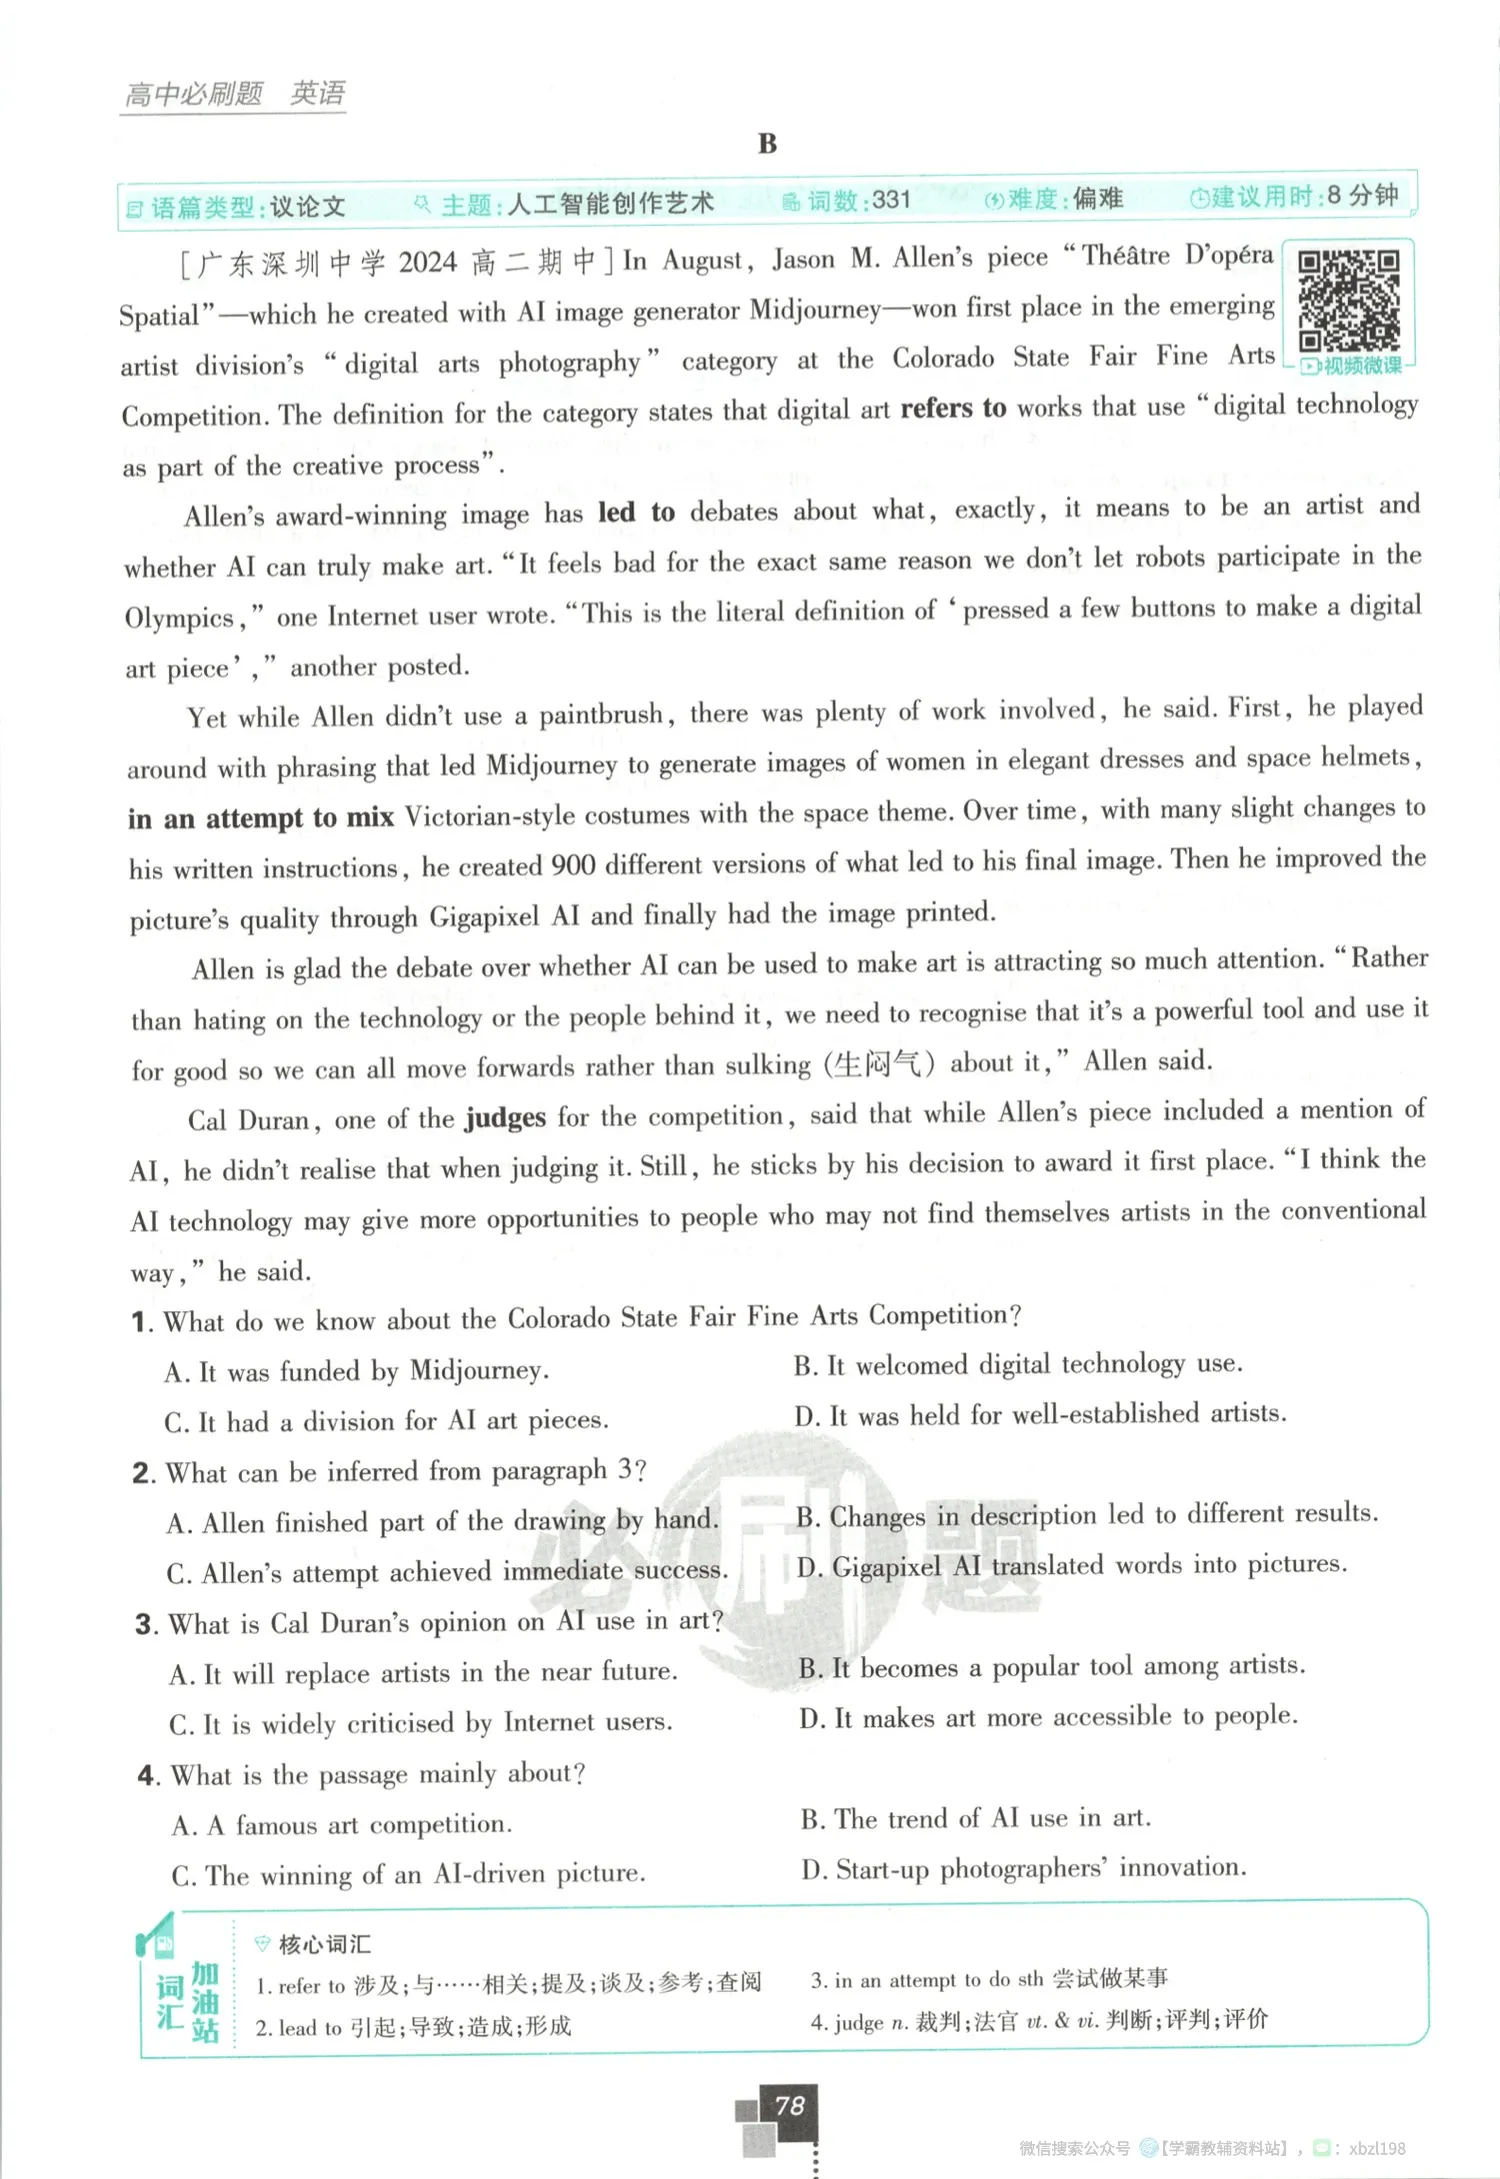 高中必刷题 英语
B
语篇类型:议论文 主题:人工智能创作艺术 词数:331 难度:偏难 建议用时:8分钟
[广东深圳中学2024高二期中]In August, Jason M. Allen's piece “Théâtre D'opéra
Spatial”—which he created with AI image generator Midjourney—won first place in the emerging
artist division's “digital arts photography” category at the Colorado State Fair Fine Arts
视频微课
Competition. The definition for the category states that digital art refers to works that use “digital technology
as part of the creative process”.
Allen's award-winning image has led to debates about what, exactly, it means to be an artist and
whether AI can truly make art. “It feels bad for the exact same reason we don't let robots participate in the
Olympics,” one Internet user wrote. “This is the literal definition of ‘pressed a few buttons to make a digital
art piece’,” another posted.
Yet while Allen didn't use a paintbrush, there was plenty of work involved, he said. First, he played
around with phrasing that led Midjourney to generate images of women in elegant dresses and space helmets,
in an attempt to mix Victorian-style costumes with the space theme. Over time, with many slight changes to
his written instructions, he created 900 different versions of what led to his final image. Then he improved the
picture's quality through Gigapixel AI and finally had the image printed.
Allen is glad the debate over whether AI can be used to make art is attracting so much attention. “Rather
than hating on the technology or the people behind it, we need to recognise that it's a powerful tool and use it
for good so we can all move forwards rather than sulking (生闷气) about it,” Allen said.
Cal Duran, one of the judges for the competition, said that while Allen's piece included a mention of
AI, he didn't realise that when judging it. Still, he sticks by his decision to award it first place. “I think the
AI technology may give more opportunities to people who may not find themselves artists in the conventional
way,” he said.
1. What do we know about the Colorado State Fair Fine Arts Competition?
A. It was funded by Midjourney. B. It welcomed digital technology use.
C. It had a division for AI art pieces. D. It was held for well-established artists.
2. What can be inferred from paragraph 3?
A. Allen finished part of the drawing by hand. B. Changes in description led to different results.
C. Allen's attempt achieved immediate success. D. Gigapixel AI translated words into pictures.
必刷题
3. What is Cal Duran's opinion on AI use in art?
A. It will replace artists in the near future. B. It becomes a popular tool among artists.
C. It is widely criticised by Internet users. D. It makes art more accessible to people.
4. What is the passage mainly about?
A. A famous art competition. B. The trend of AI use in art.
C. The winning of an AI-driven picture. D. Start-up photographers' innovation.
词汇加油站
核心词汇
1. refer to 涉及;与……相关;提及;谈及;参考;查阅 3. in an attempt to do sth 尝试做某事
2. lead to 引起;导致;造成;形成 4. judge n. 裁判;法官 vt. & vi. 判断;评判;评价
78
微信搜索公众号【学霸教辅资料站】, : xbzl198